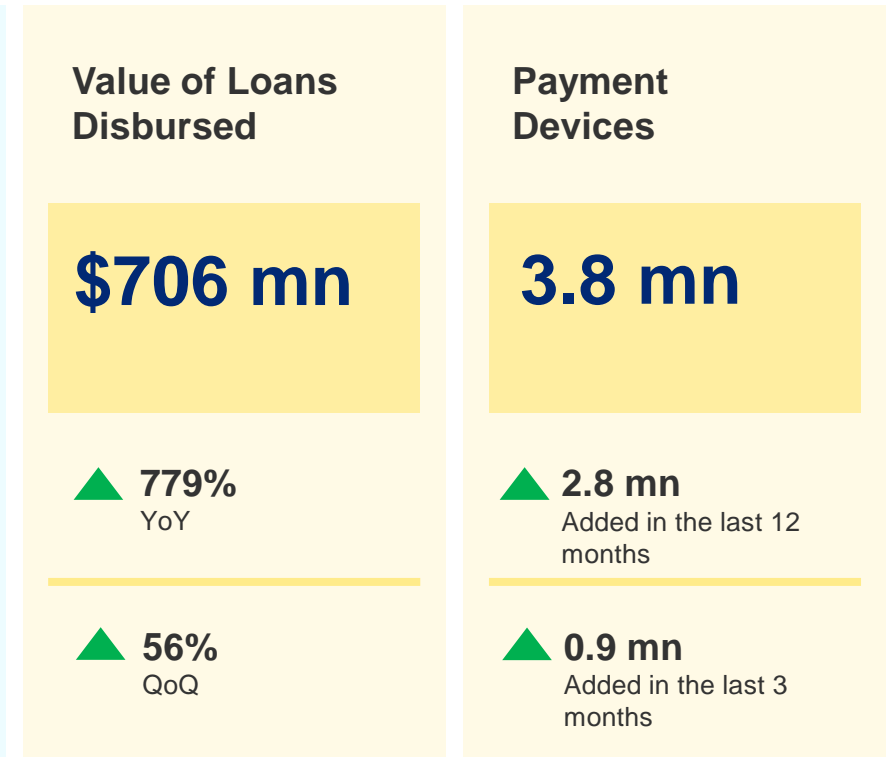 Value of Loans
Disbursed
$706 mn
779%
YoY
56%
QoQ
Payment
Devices
3.8 mn
2.8 mn
Added in the last 12
months
0.9 mn
Added in the last 3
months